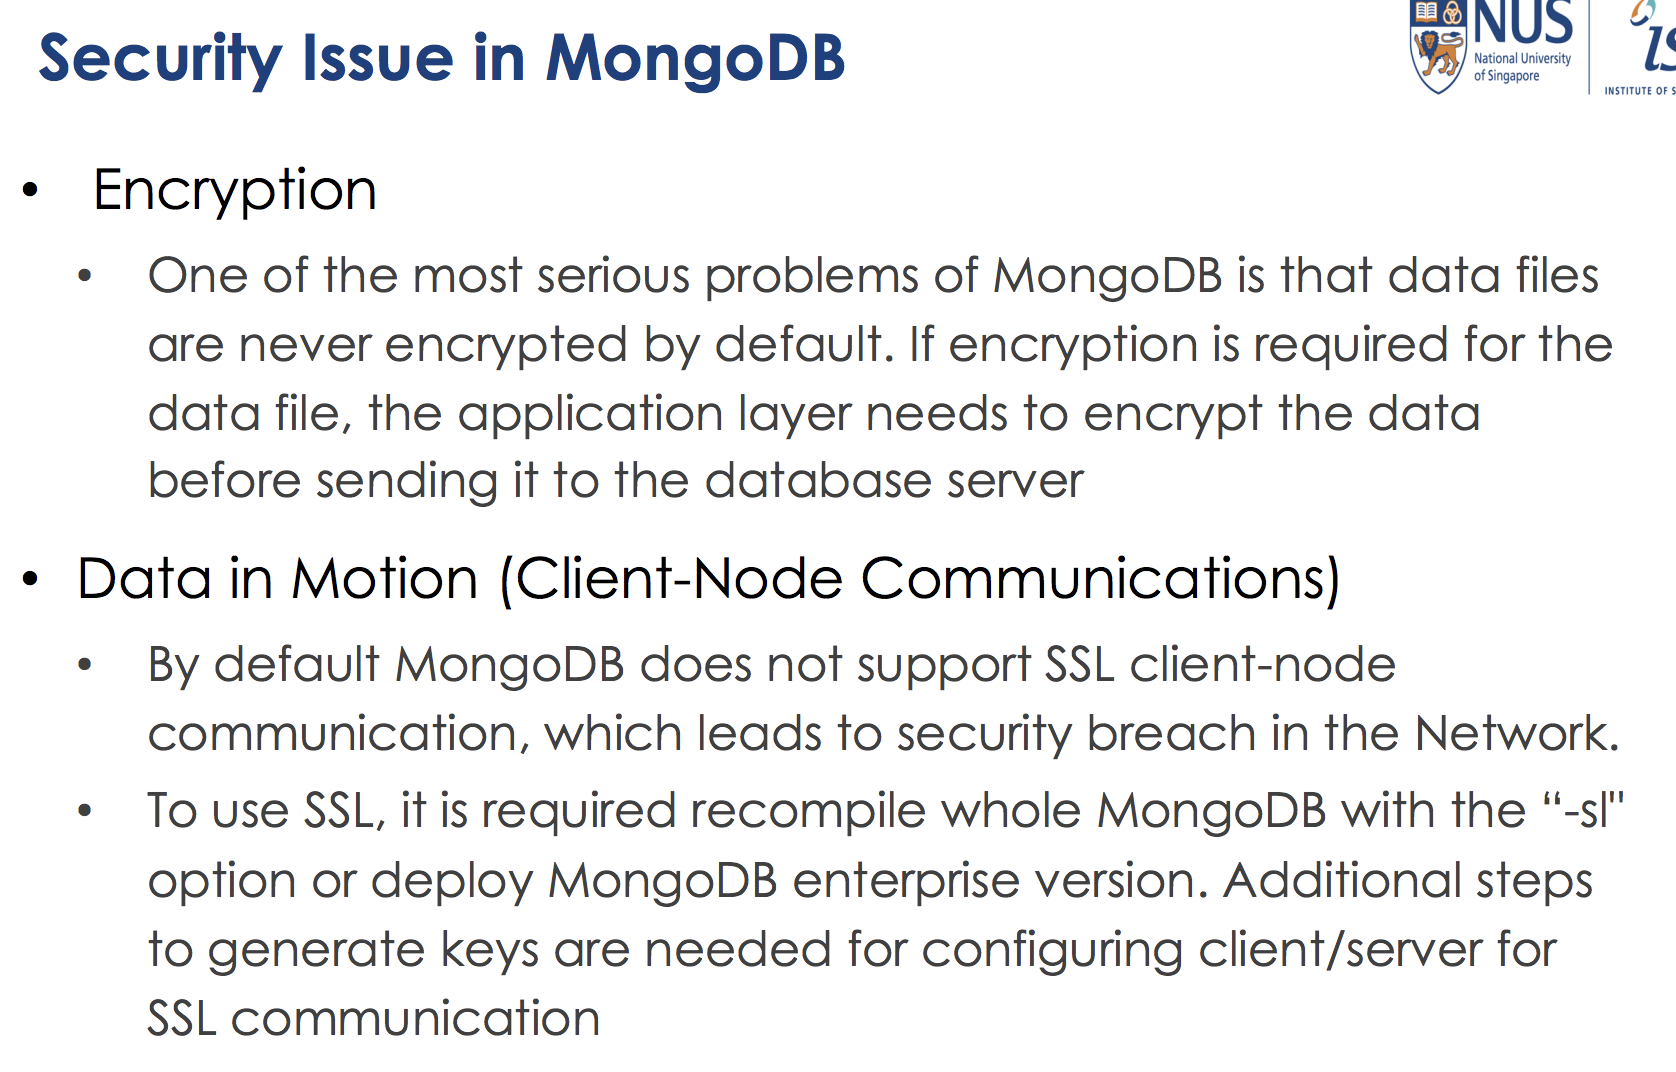 Security Issue in MongoDB
NUS
National University
of Singapore
INSTITUTE OF
• Encryption
• One of the most serious problems of MongoDB is that data files
are never encrypted by default. If encryption is required for the
data file, the application layer needs to encrypt the data
before sending it to the database server
• Data in Motion (Client-Node Communications)
• By default MongoDB does not support SSL client-node
communication, which leads to security breach in the Network.
• To use SSL, it is required recompile whole MongoDB with the “-sl"
option or deploy MongoDB enterprise version. Additional steps
to generate keys are needed for configuring client/server for
SSL communication